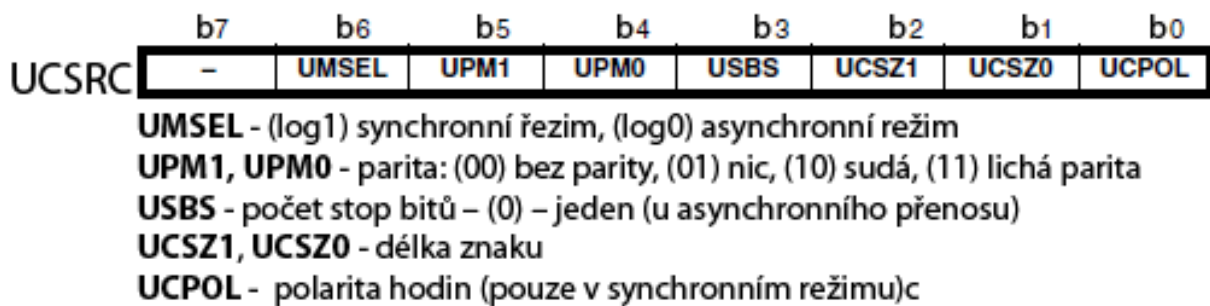 b7 b6 b5 b4 b3 b2 b1 b0
UCSRC – UMSEL UPM1 UPM0 USBS UCSZ1 UCSZ0 UCPOL
UMSEL - (log1) synchronní řezim, (log0) asynchronní režim
UPM1, UPM0 - parita: (00) bez parity, (01) nic, (10) sudá, (11) lichá parita
USBS - počet stop bitů – (0) – jeden (u asynchronního přenosu)
UCSZ1, UCSZ0 - délka znaku
UCPOL - polarita hodin (pouze v synchronním režimu)c